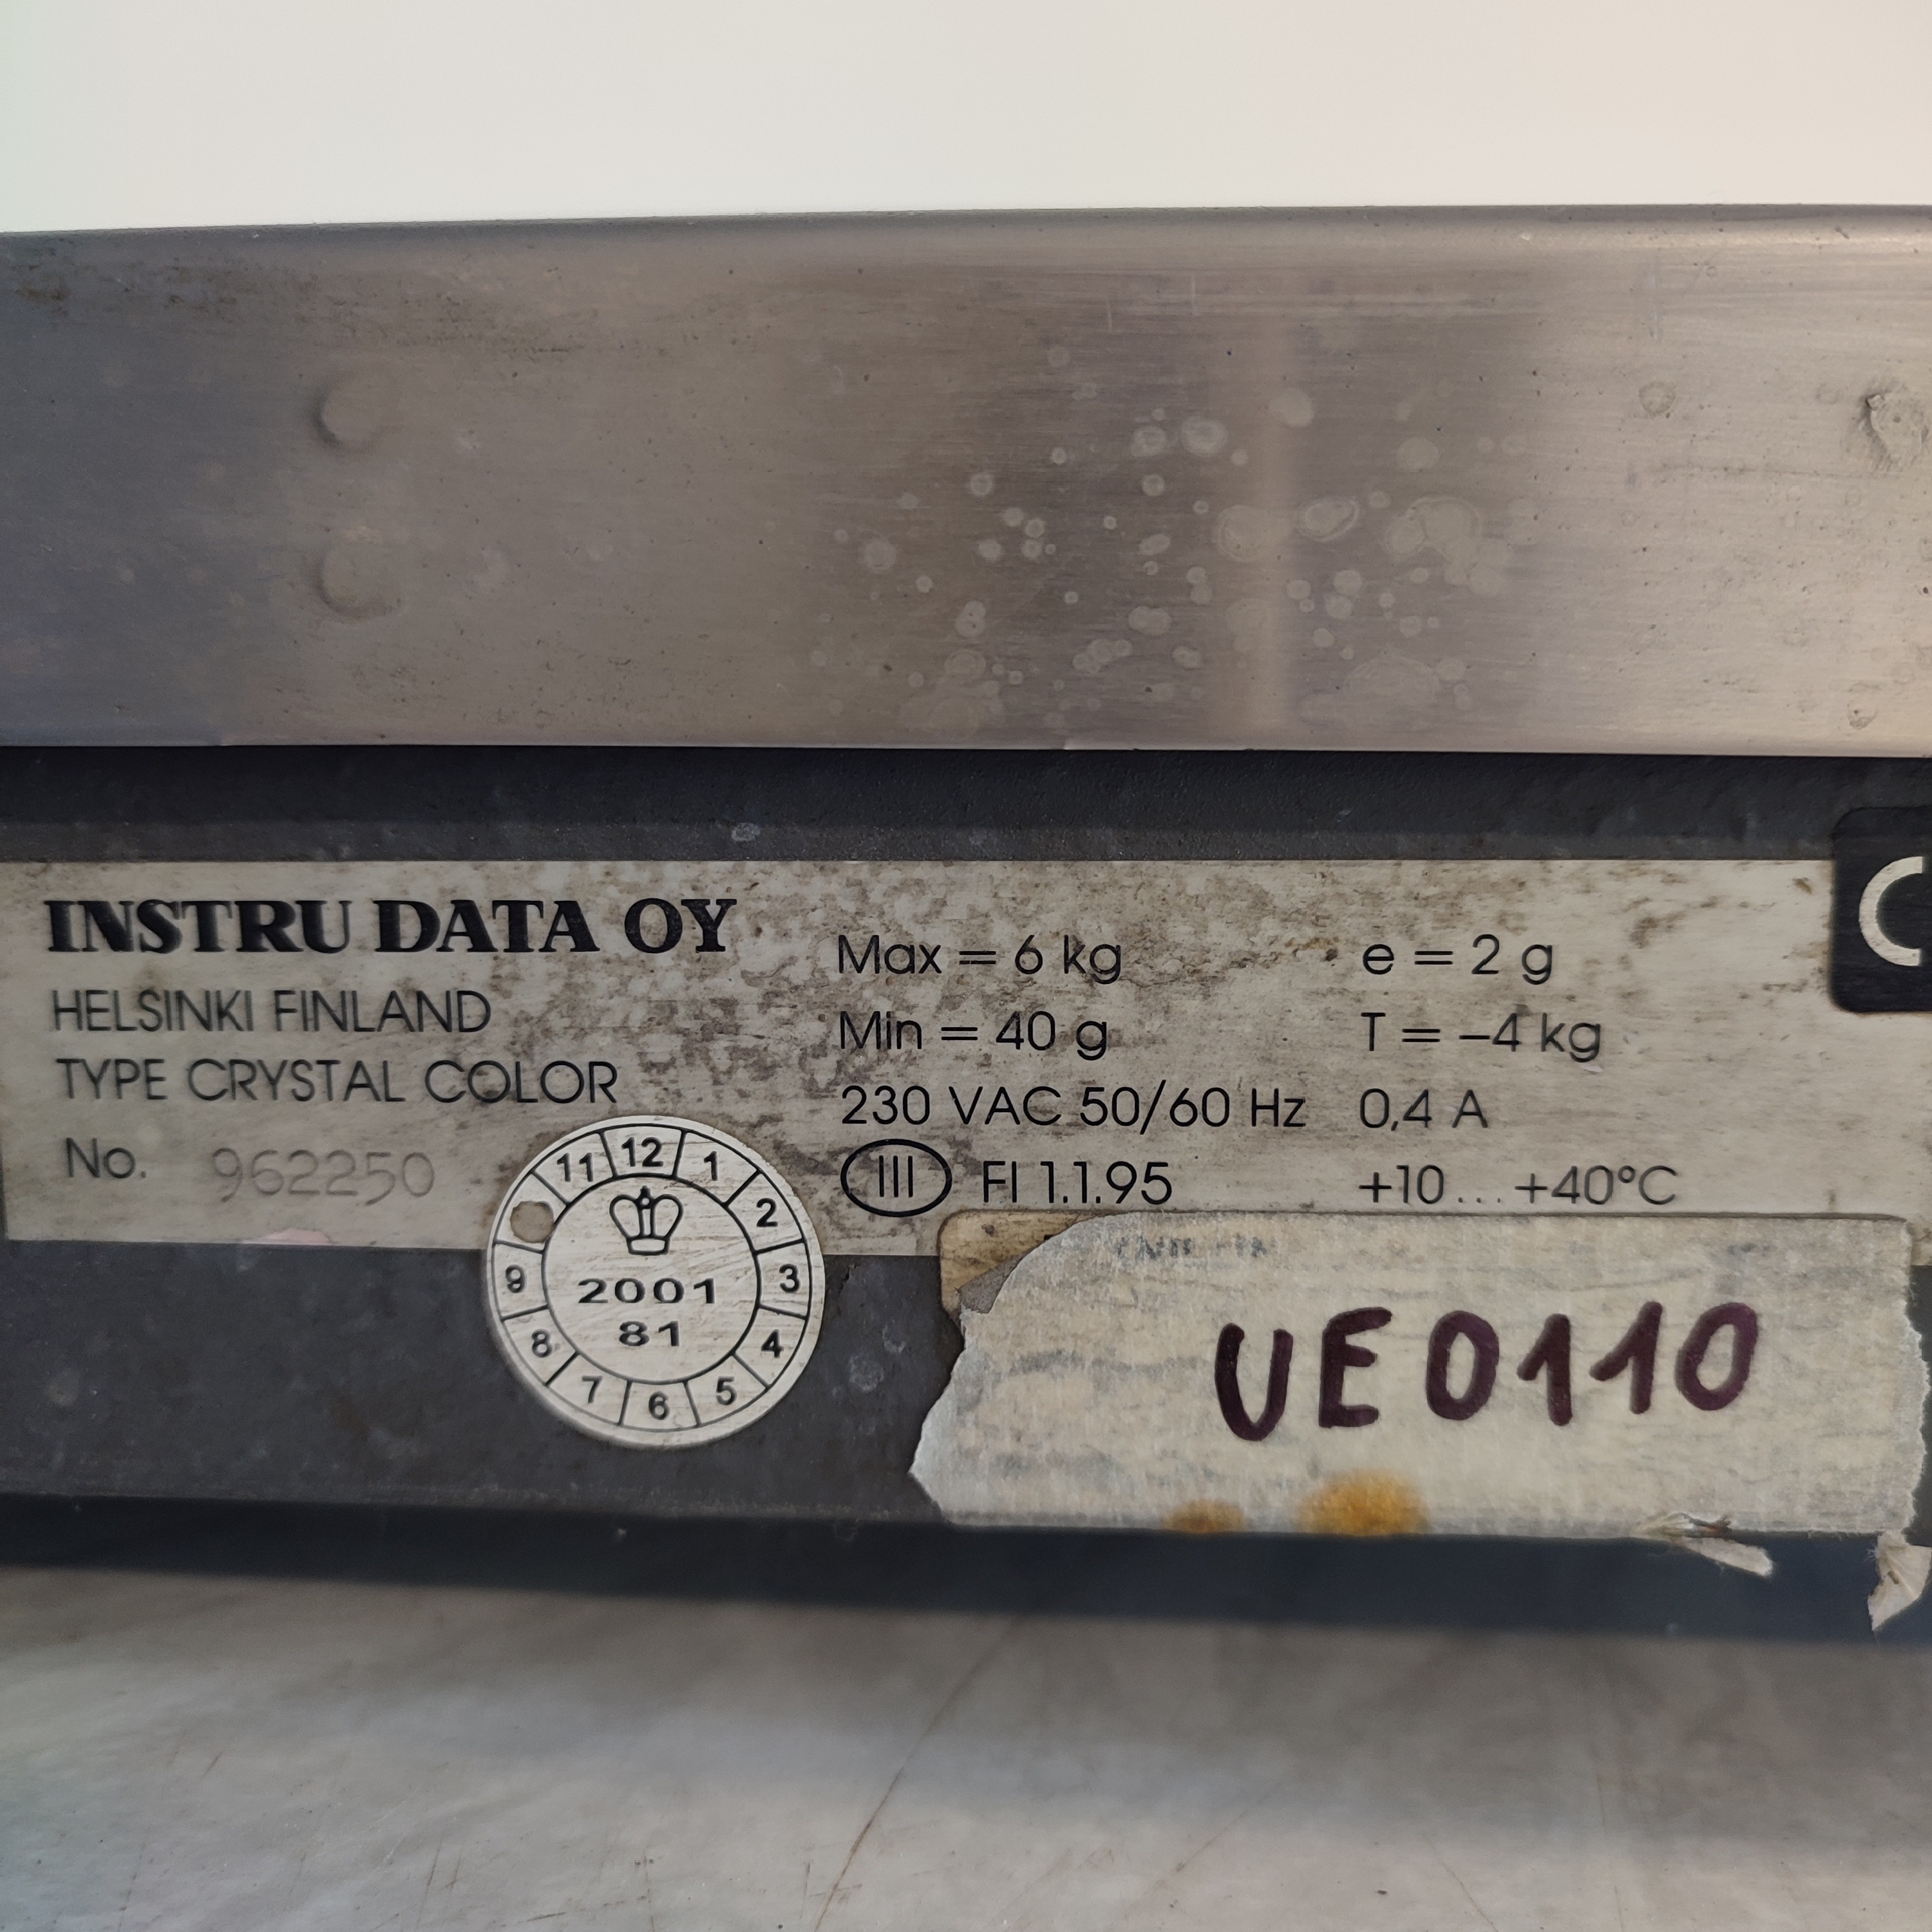 INSTRU DATA OY
HELSINKI FINLAND
TYPE CRYSTAL COLOR
No. 962250
Max = 6 kg e = 2 g
Min = 40 g T = –4 kg
230 VAC 50/60 Hz 0,4 A
III FI 1.1.95 +10... +40°C
C
11 12 1 2 3 4 5 6 7 8 9
2001
81
UE0110